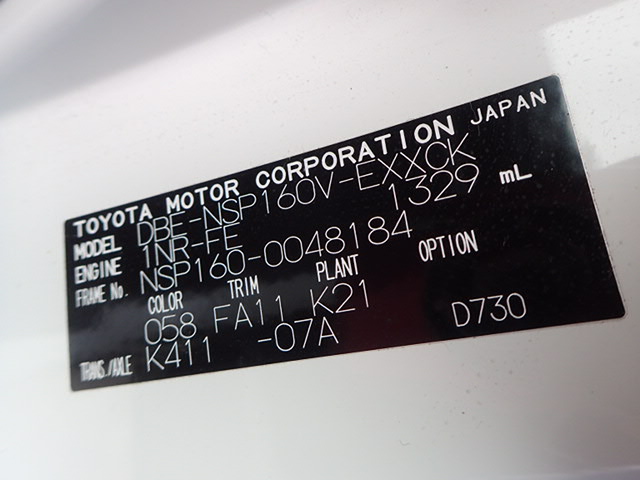 TOYOTA MOTOR CORPORATION JAPAN
MODEL DBE-NSP160V-EXXCK
ENGINE 1NR-FE 1329 mL
FRAME No. NSP160-0048184
COLOR TRIM PLANT OPTION
058 FA11 K21
TRANS./AXLE K411 -07A D730